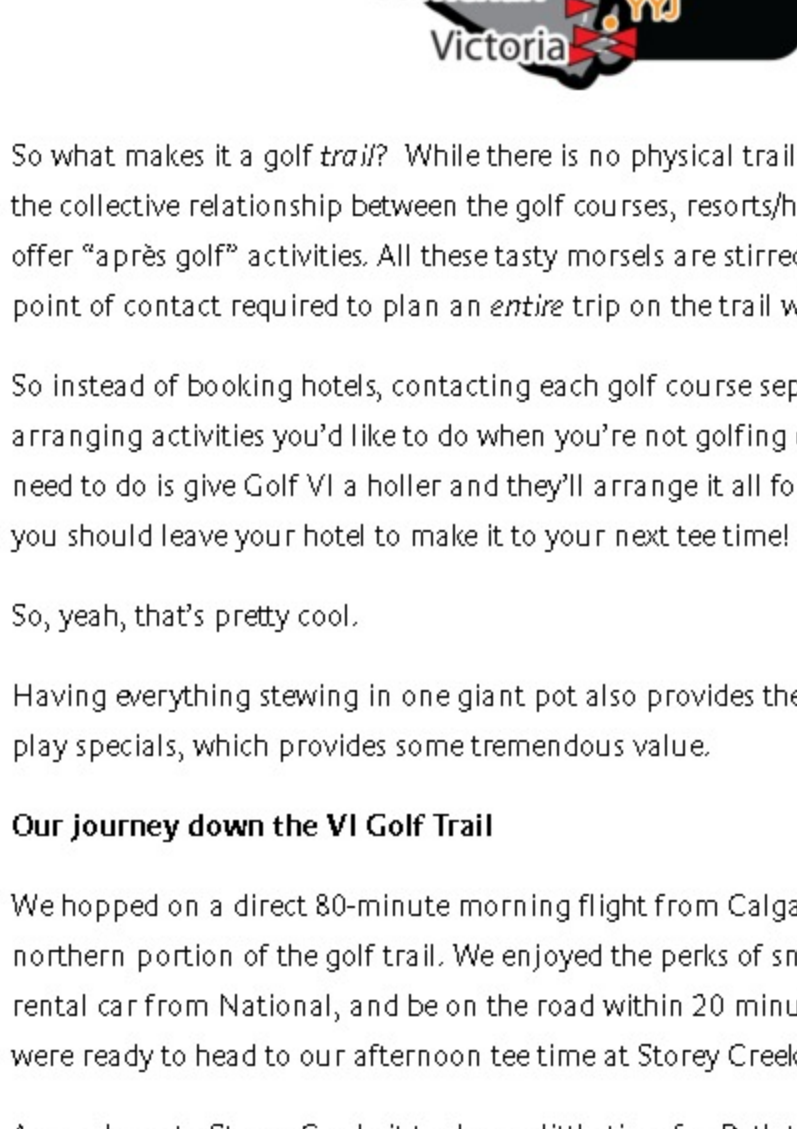 YYJ
Victoria
So what makes it a golf trail? While there is no physical trail
the collective relationship between the golf courses, resorts/h
offer “après golf” activities. All these tasty morsels are stirred
point of contact required to plan an entire trip on the trail w
So instead of booking hotels, contacting each golf course sep
arranging activities you’d like to do when you’re not golfing
need to do is give Golf VI a holler and they’ll arrange it all fo
you should leave your hotel to make it to your next tee time!
So, yeah, that’s pretty cool.
Having everything stewing in one giant pot also provides the
play specials, which provides some tremendous value.
Our journey down the VI Golf Trail
We hopped on a direct 80-minute morning flight from Calga
northern portion of the golf trail. We enjoyed the perks of sm
rental car from National, and be on the road within 20 minu
were ready to head to our afternoon tee time at Storey Creek